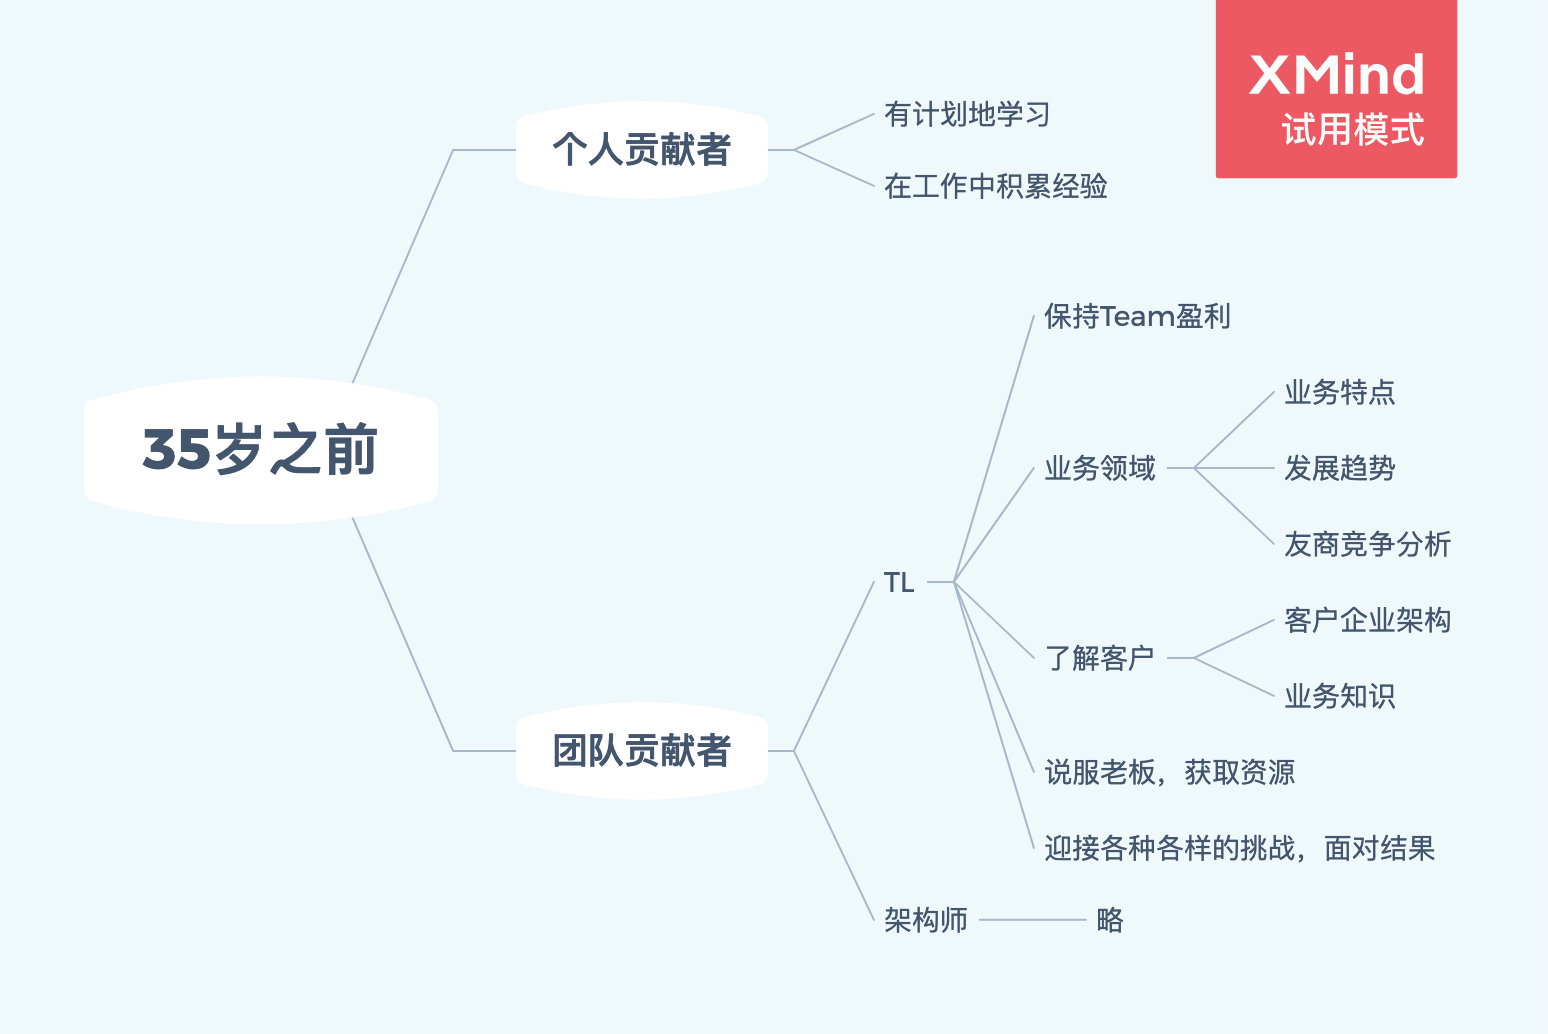 XMind
试用模式
35岁之前
个人贡献者
有计划地学习
在工作中积累经验
团队贡献者
TL
保持Team盈利
业务领域
业务特点
发展趋势
友商竞争分析
了解客户
客户企业架构
业务知识
说服老板，获取资源
迎接各种各样的挑战，面对结果
架构师
略